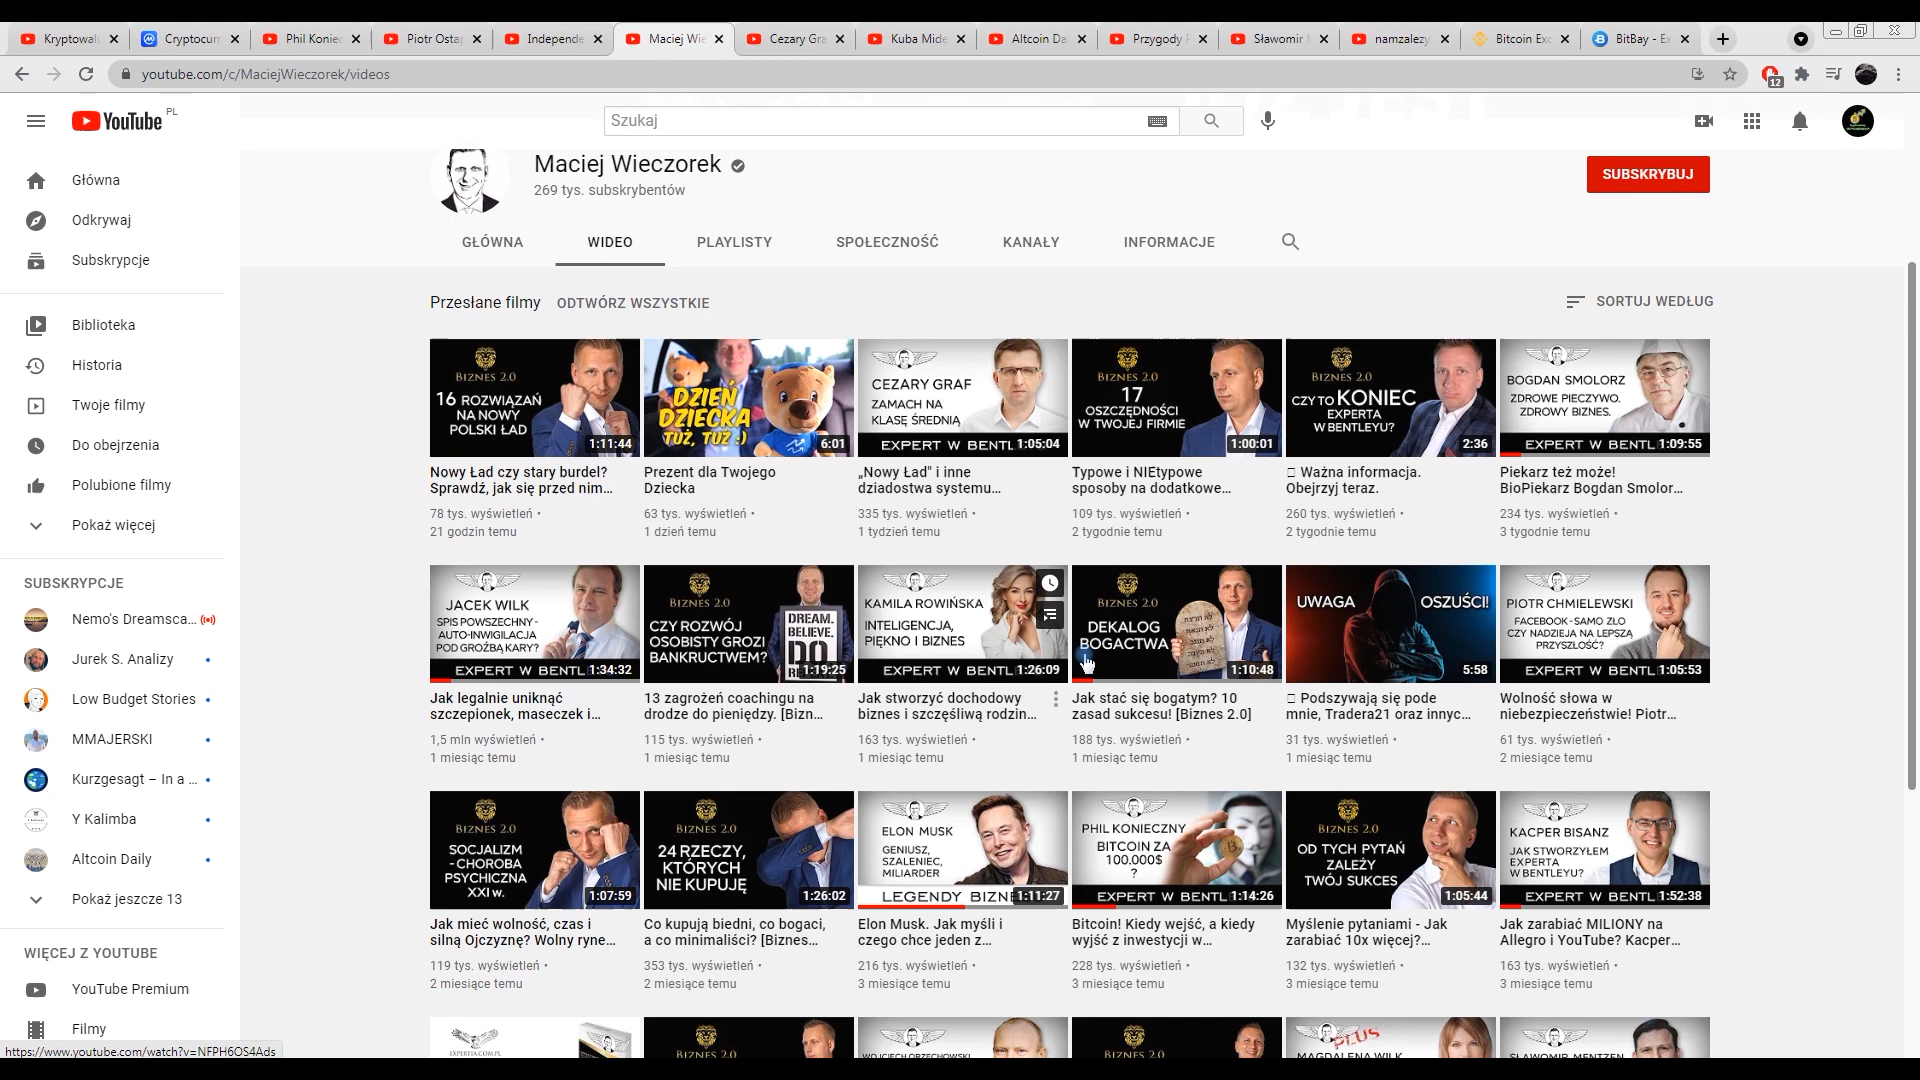 Kryptowalu
Cryptocurr
Phil Koniec
Piotr Osta
Independe
Maciej Wie
Cezary Gra
Kuba Mide
Altcoin Da
Przygody
Sławomir
namzalezy
Bitcoin Exc
BitBay - Ex
youtube.com/c/MaciejWieczorek/videos
12
YouTube PL
Szukaj
Główna
Odkrywaj
Subskrypcje
Biblioteka
Historia
Twoje filmy
Do obejrzenia
Polubione filmy
Pokaż więcej
SUBSKRYPCJE
Nemo's Dreamsca...
Jurek S. Analizy
Low Budget Stories
MMAJERSKI
Kurzgesagt – In a ...
Y Kalimba
Altcoin Daily
Pokaż jeszcze 13
WIĘCEJ Z YOUTUBE
YouTube Premium
Filmy
Maciej Wieczorek
269 tys. subskrybentów
SUBSKRYBUJ
GŁÓWNA WIDEO PLAYLISTY SPOŁECZNOŚĆ KANAŁY INFORMACJE
Przesłane filmy ODTWÓRZ WSZYSTKIE
SORTUJ WEDŁUG
BIZNES 2.0
16 ROZWIĄZAŃ
NA NOWY
POLSKI ŁAD
1:11:44
Nowy Ład czy stary burdel?
Sprawdź, jak się przed nim...
78 tys. wyświetleń •
21 godzin temu
DZIEŃ
DZIECKA
TUŻ, TUŻ :)
6:01
Prezent dla Twojego
Dziecka
63 tys. wyświetleń •
1 dzień temu
CEZARY GRAF
ZAMACH NA
KLASĘ ŚREDNIĄ
EXPERT W BENTL
1:05:04
„Nowy Ład" i inne
dziadostwa systemu...
335 tys. wyświetleń •
1 tydzień temu
BIZNES 2.0
17
OSZCZĘDNOŚCI
W TWOJEJ FIRMIE
1:00:01
Typowe i NIEtypowe
sposoby na dodatkowe...
109 tys. wyświetleń •
2 tygodnie temu
BIZNES 2.0
CZY TO KONIEC
EXPERTA
W BENTLEYU?
2:36
Ważna informacja.
Obejrzyj teraz.
260 tys. wyświetleń •
2 tygodnie temu
BOGDAN SMOLORZ
ZDROWE PIECZYWO.
ZDROWY BIZNES.
EXPERT W BENTL
1:09:55
Piekarz też może!
BioPiekarz Bogdan Smolor...
234 tys. wyświetleń •
3 tygodnie temu
JACEK WILK
SPIS POWSZECHNY-
AUTO-INWIGILACJA
POD GROŹBĄ KARY?
EXPERT W BENTL
1:34:32
Jak legalnie uniknąć
szczepionek, maseczek i...
1,5 mln wyświetleń •
1 miesiąc temu
BIZNES 2.0
CZY ROZWÓJ
OSOBISTY GROZI
BANKRUCTWEM?
DREAM.
BELIEVE.
DO
1:19:25
13 zagrożeń coachingu na
drodze do pieniędzy. [Bizn...
115 tys. wyświetleń •
1 miesiąc temu
KAMILA ROWIŃSKA
INTELIGENCJA,
PIĘKNO I BIZNES
EXPERT W BENTL
1:26:09
Jak stworzyć dochodowy
biznes i szczęśliwą rodzin...
163 tys. wyświetleń •
1 miesiąc temu
BIZNES 2.0
DEKALOG
BOGACTWA
1:10:48
Jak stać się bogatym? 10
zasad sukcesu! [Biznes 2.0]
188 tys. wyświetleń •
1 miesiąc temu
UWAGA OSZUŚCI!
5:58
Podszywają się pode
mnie, Tradera21 oraz innyc...
31 tys. wyświetleń •
1 miesiąc temu
PIOTR CHMIELEWSKI
FACEBOOK-SAMO ZŁO
CZY NADZIEJA NA LEPSZĄ
PRZYSZŁOŚĆ?
EXPERT W BENTL
1:05:53
Wolność słowa w
niebezpieczeństwie! Piotr...
61 tys. wyświetleń •
2 miesiące temu
BIZNES 2.0
SOCJALIZM
- CHOROBA
PSYCHICZNA
XXI w.
1:07:59
Jak mieć wolność, czas i
silną Ojczyznę? Wolny ryne...
119 tys. wyświetleń •
2 miesiące temu
BIZNES 2.0
24 RZECZY,
KTÓRYCH
NIE KUPUJĘ
1:26:02
Co kupują biedni, co bogaci,
a co minimaliści? [Biznes...
353 tys. wyświetleń •
2 miesiące temu
ELON MUSK
GENIUSZ,
SZALENIEC,
MILIARDER
LEGENDY BIZNE
1:11:27
Elon Musk. Jak myśli i
czego chce jeden z...
216 tys. wyświetleń •
3 miesiące temu
PHIL KONIECZNY
BITCOIN ZA
100.000$
?
EXPERT W BENTL
1:14:26
Bitcoin! Kiedy wejść, a kiedy
wyjść z inwestycji w...
228 tys. wyświetleń •
3 miesiące temu
BIZNES 2.0
OD TYCH PYTAŃ
ZALEŻY
TWÓJ SUKCES
1:05:44
Myślenie pytaniami - Jak
zarabiać 10x więcej?...
132 tys. wyświetleń •
3 miesiące temu
KACPER BISANZ
JAK STWORZYŁEM
EXPERTA
W BENTLEYU?
EXPERT W BENTL
1:52:38
Jak zarabiać MILIONY na
Allegro i YouTube? Kacper...
163 tys. wyświetleń •
3 miesiące temu
EXPERTIA.COM.PL
BIZNES 2.0
WOJCIECH ORZECHOWSKI
BIZNES 2.0
PLUS
MAGDALENA WILK
SŁAWOMIR MENTZEN
https://www.youtube.com/watch?v=NFPH6OS4Ads